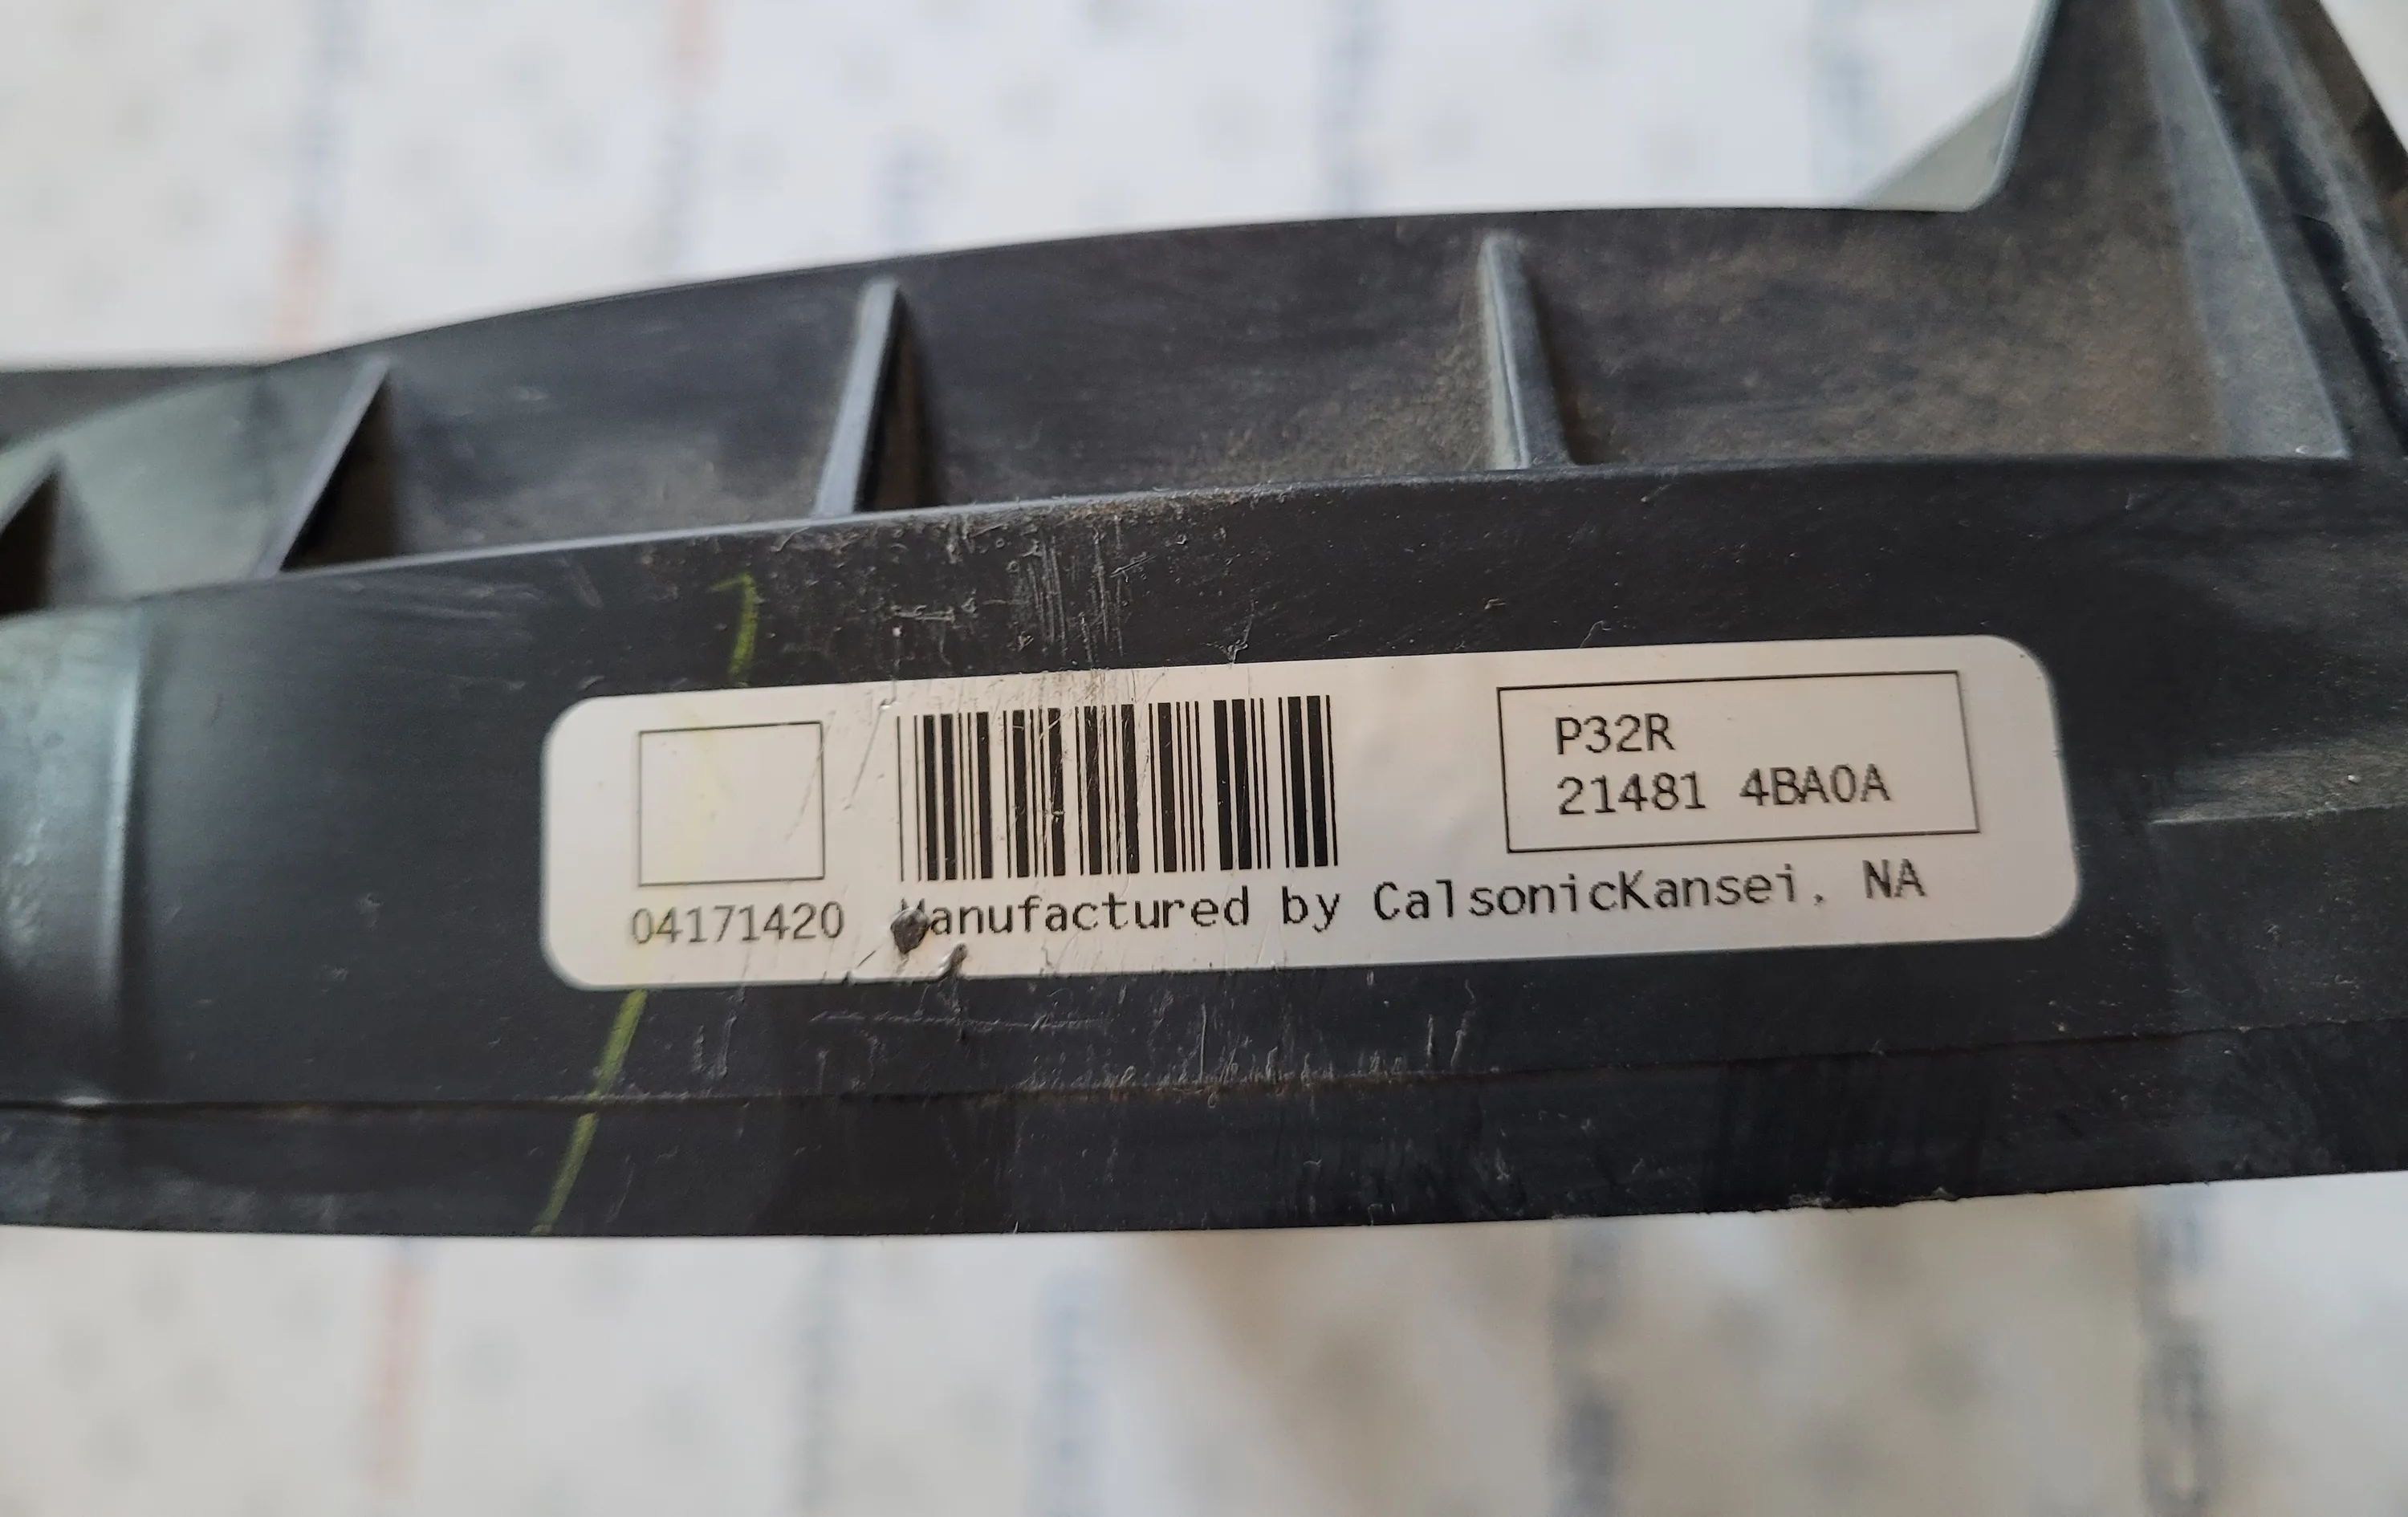 P32R
21481 4BA0A
04171420
Manufactured by CalsonicKansei, NA